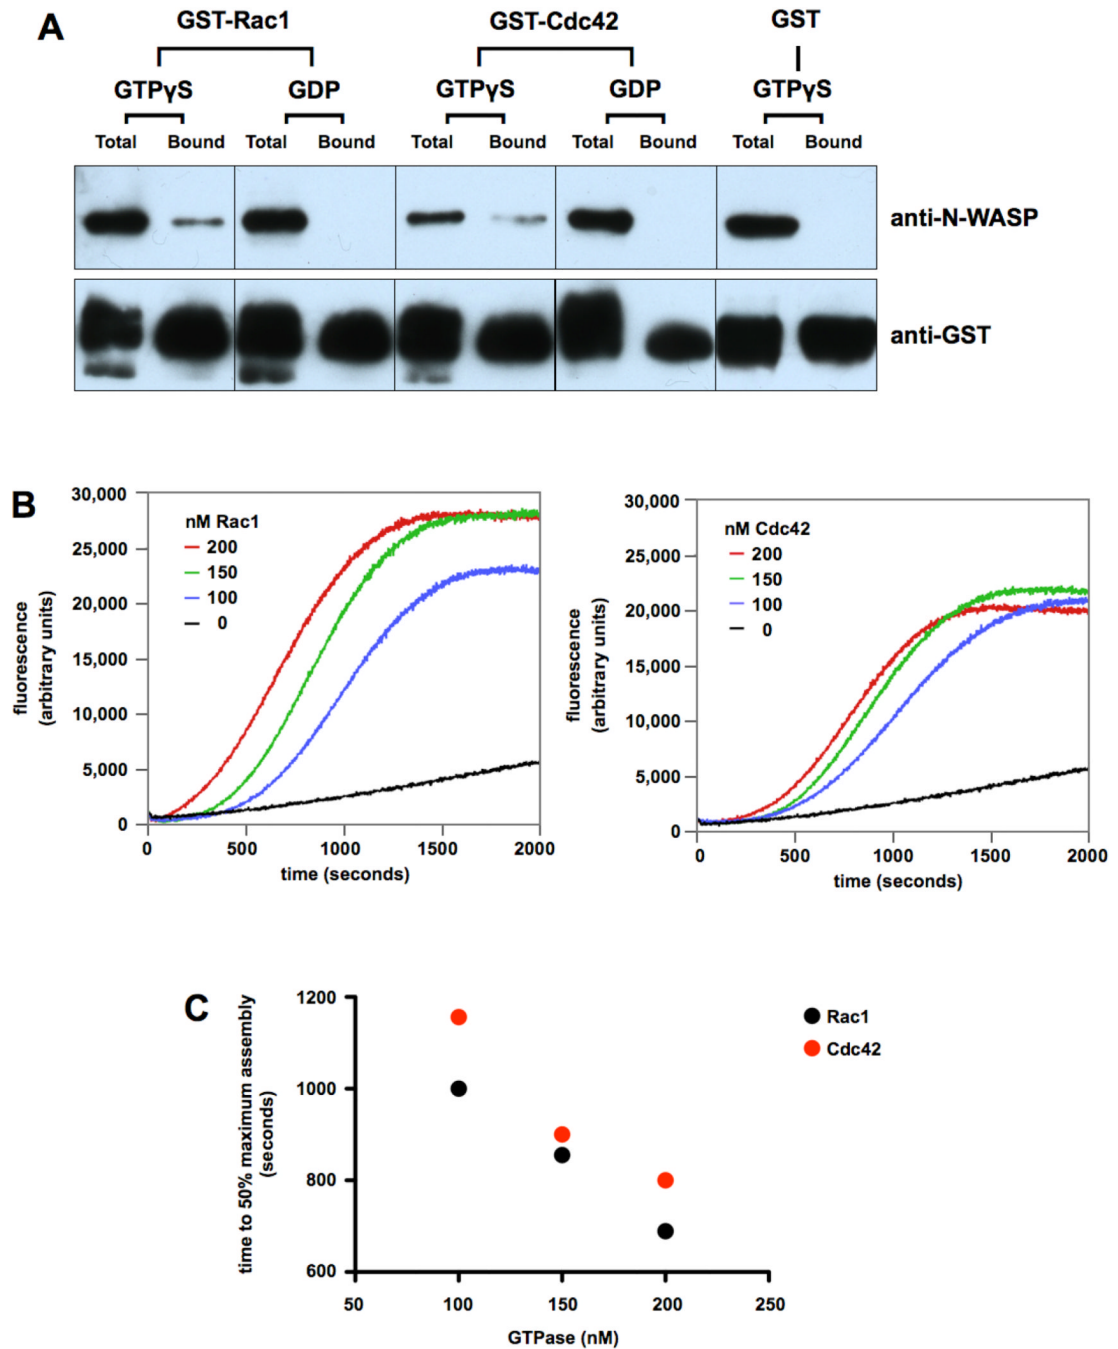 A
GST-Rac1 GST-Cdc42 GST
GTPγS GDP GTPγS GDP GTPγS
Total Bound Total Bound Total Bound Total Bound Total Bound
anti-N-WASP
anti-GST
B
30,000
25,000
20,000
15,000
10,000
5,000
0
fluorescence
(arbitrary units)
nM Rac1
200
150
100
0
0 500 1000 1500 2000
time (seconds)
30,000
25,000
20,000
15,000
10,000
5,000
0
fluorescence
(arbitrary units)
nM Cdc42
200
150
100
0
0 500 1000 1500 2000
time (seconds)
C
time to 50% maximum assembly
(seconds)
1200
1000
800
600
50 100 150 200 250
GTPase (nM)
Rac1
Cdc42